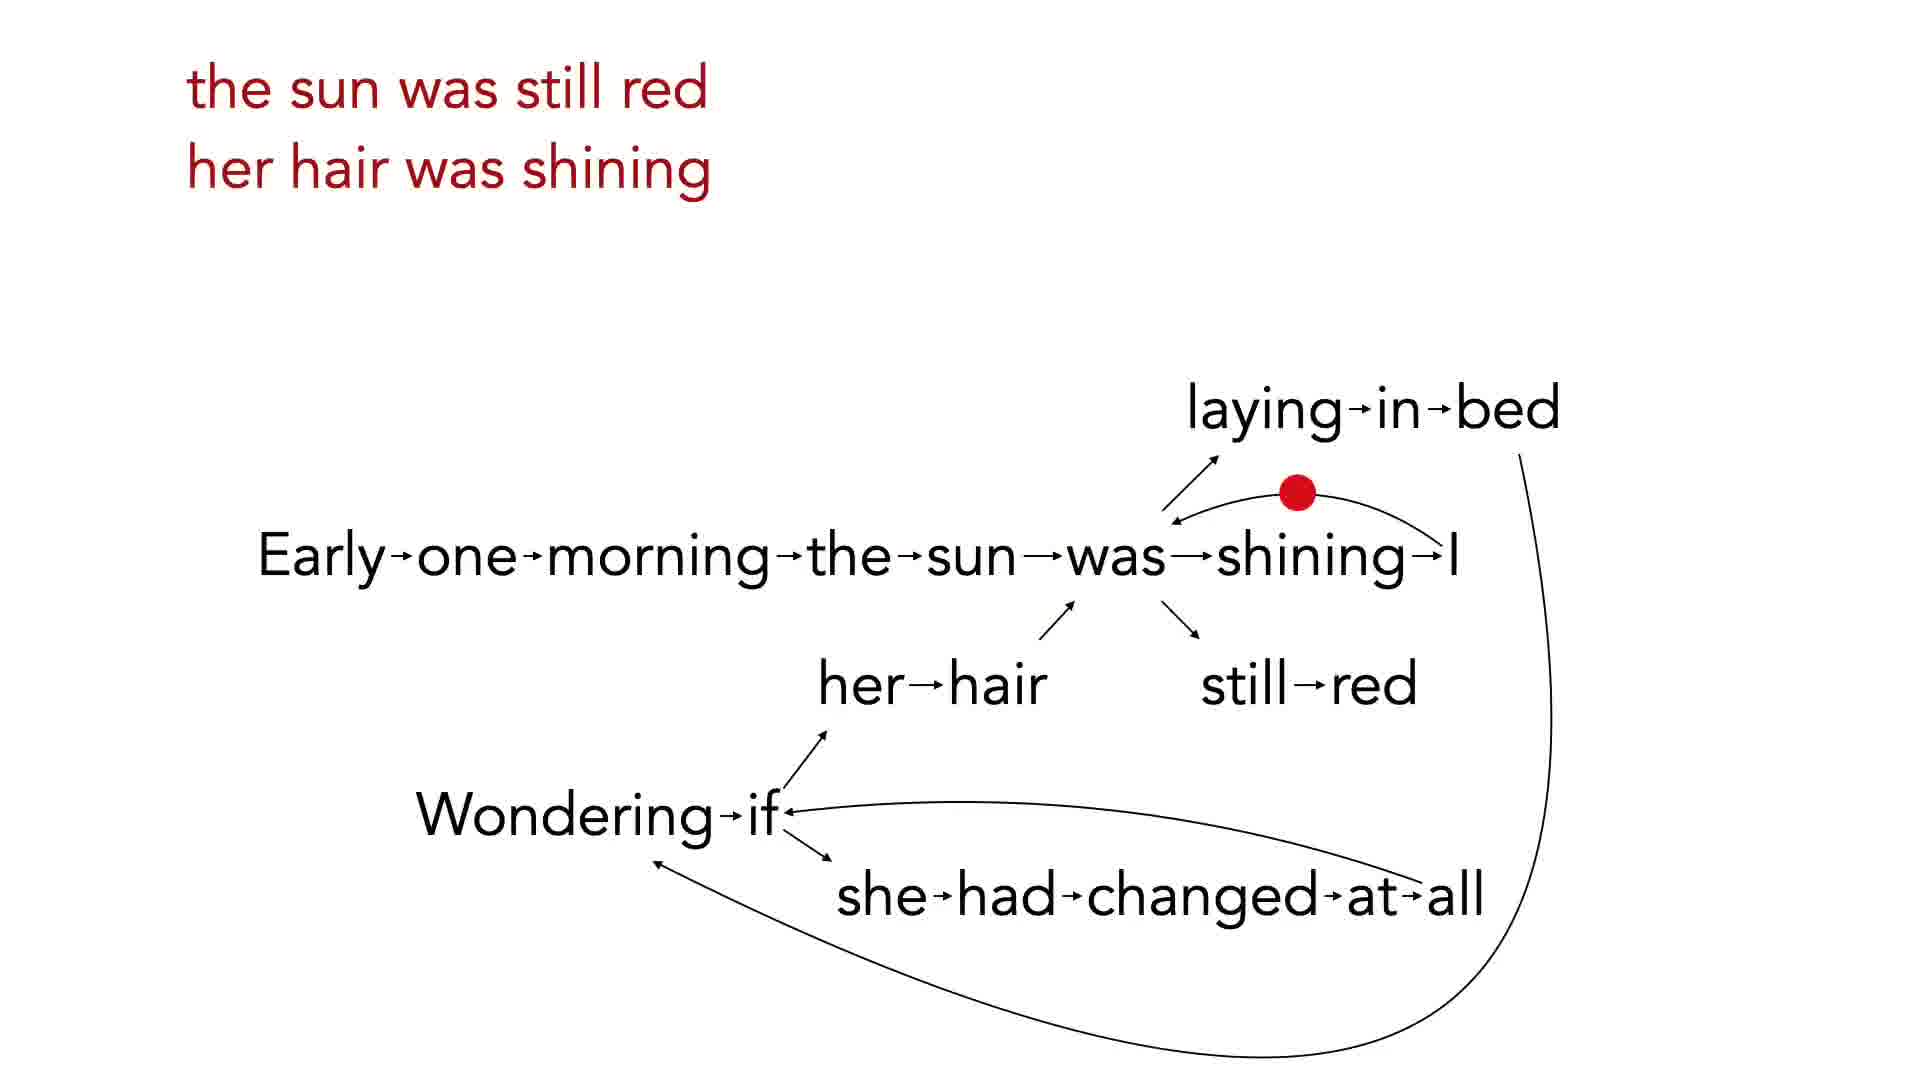 the sun was still red
her hair was shining
laying in bed
Early one morning the sun was shining I
her hair still red
Wondering if
she had changed at all